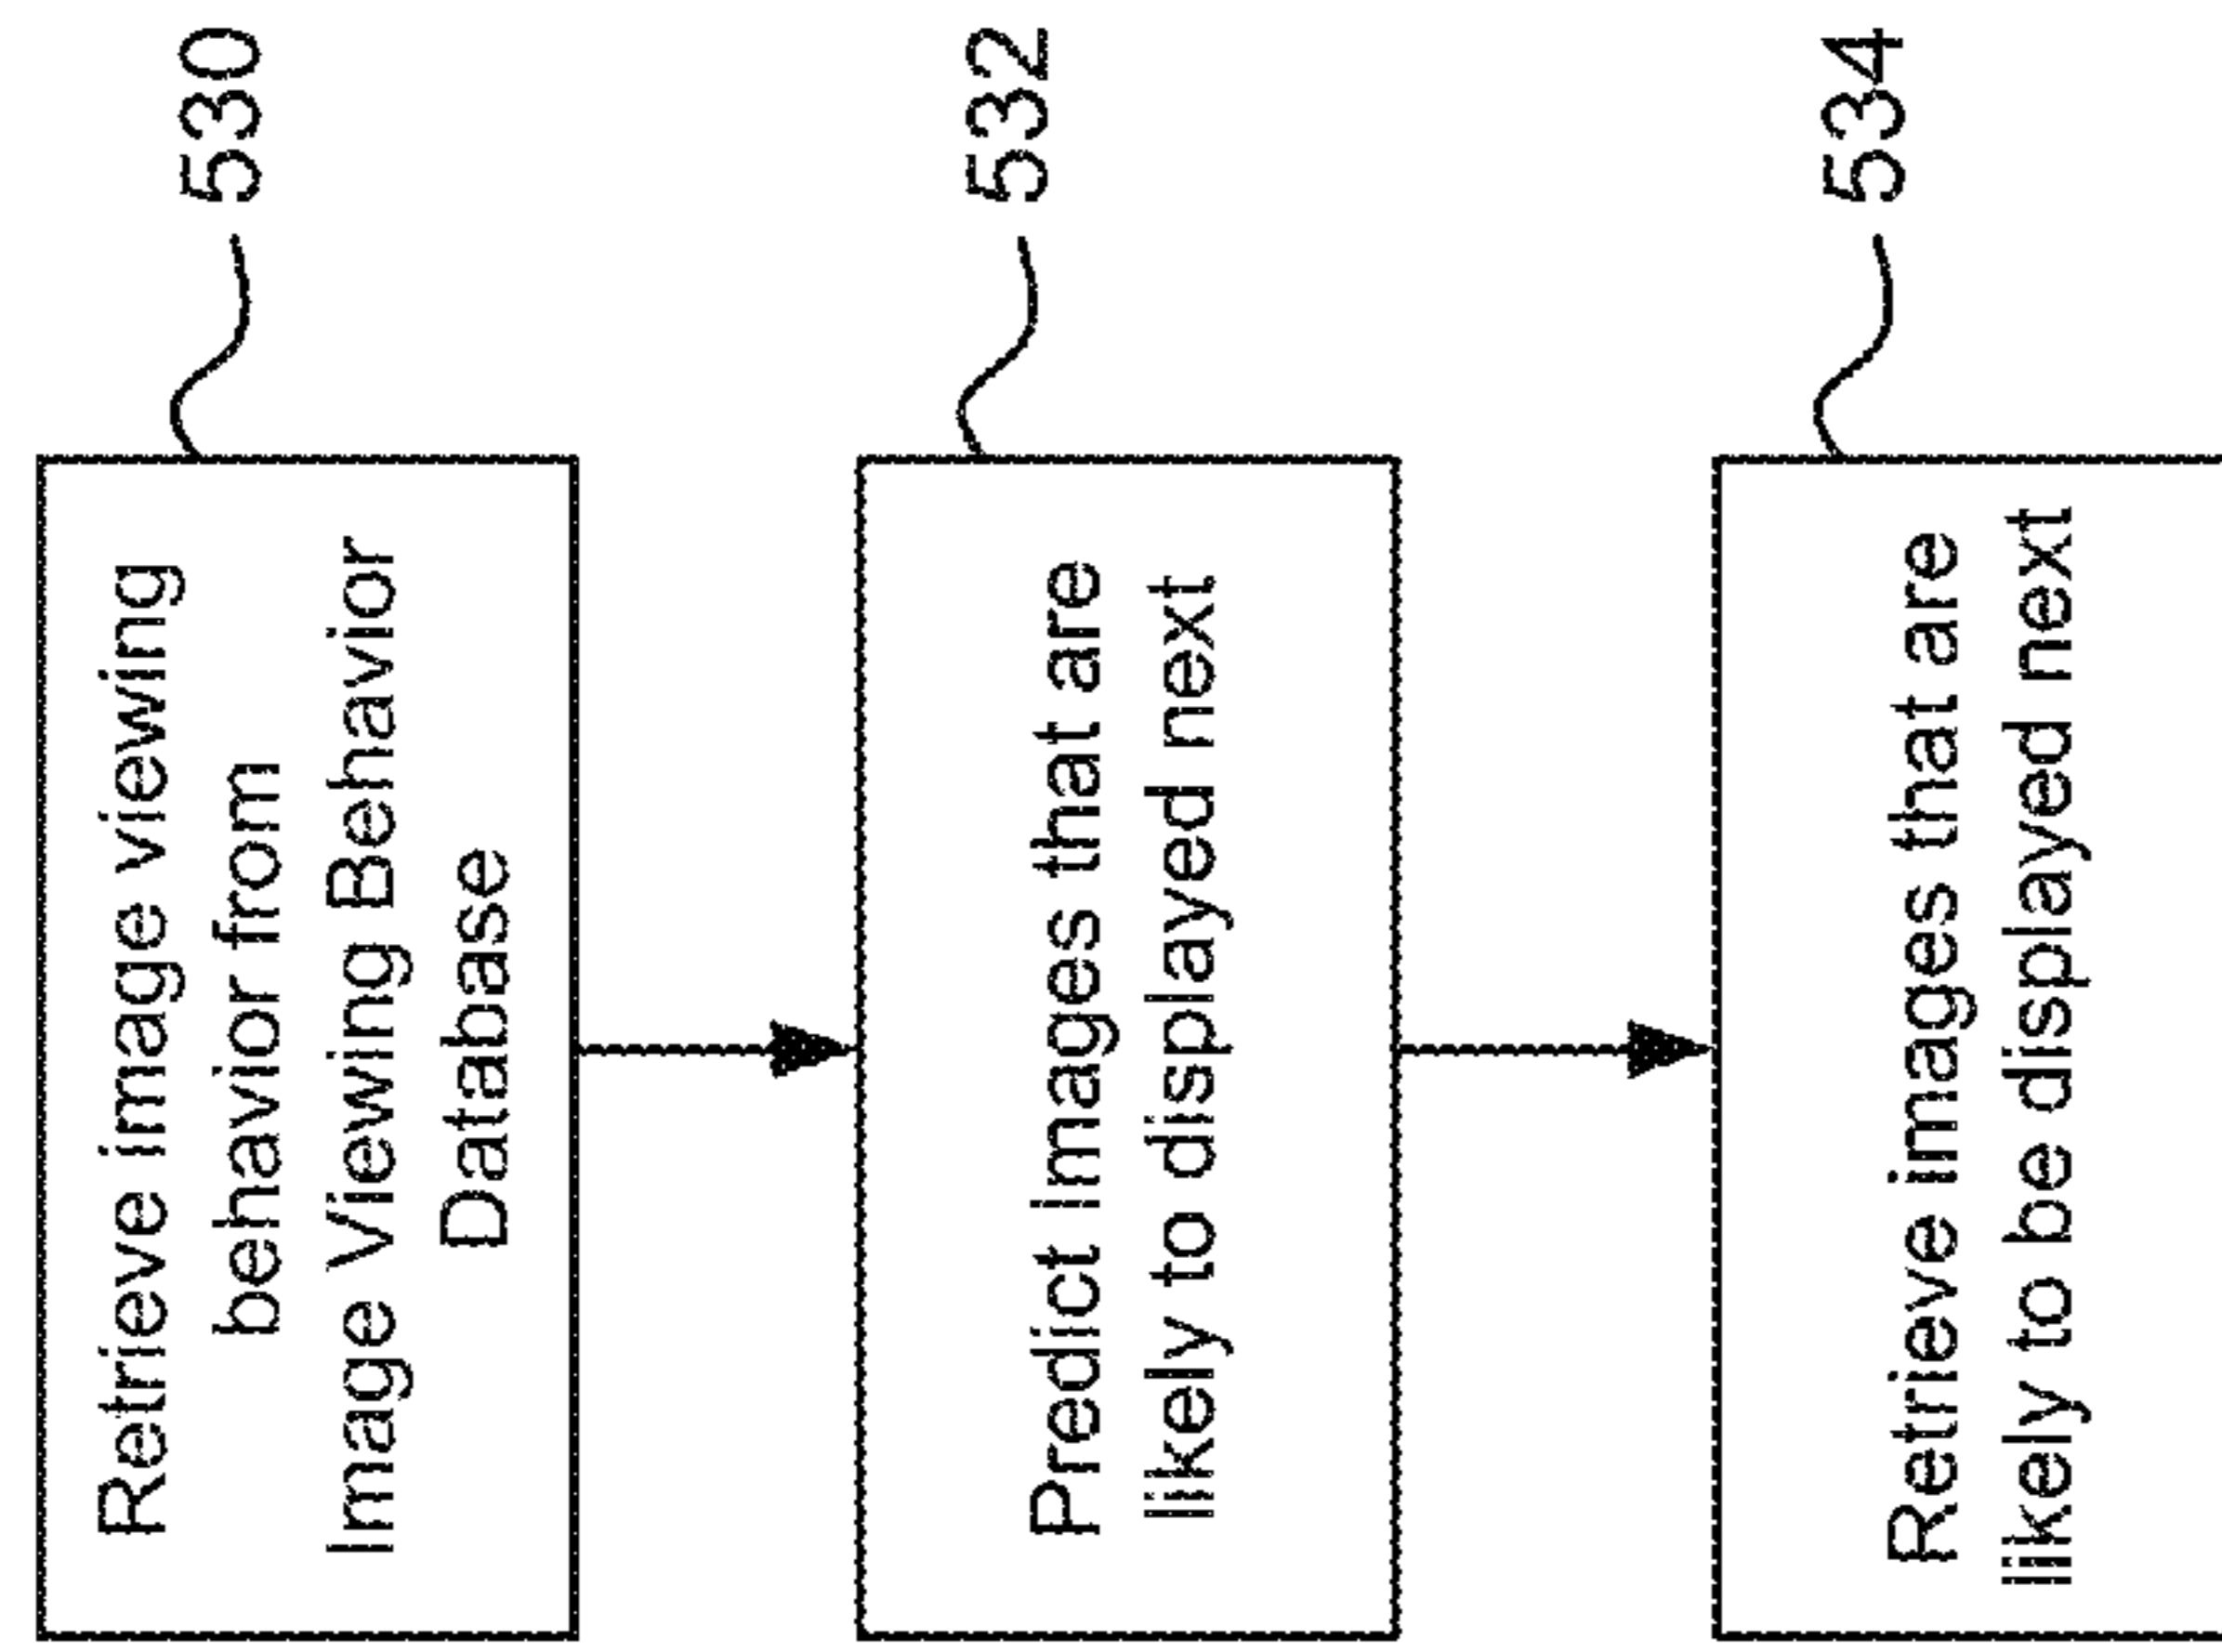 Retrieve image viewing
behavior from
Image Viewing Behavior
Database
530
Predict images that are
likely to displayed next
532
Retrieve images that are
likely to be displayed next
534